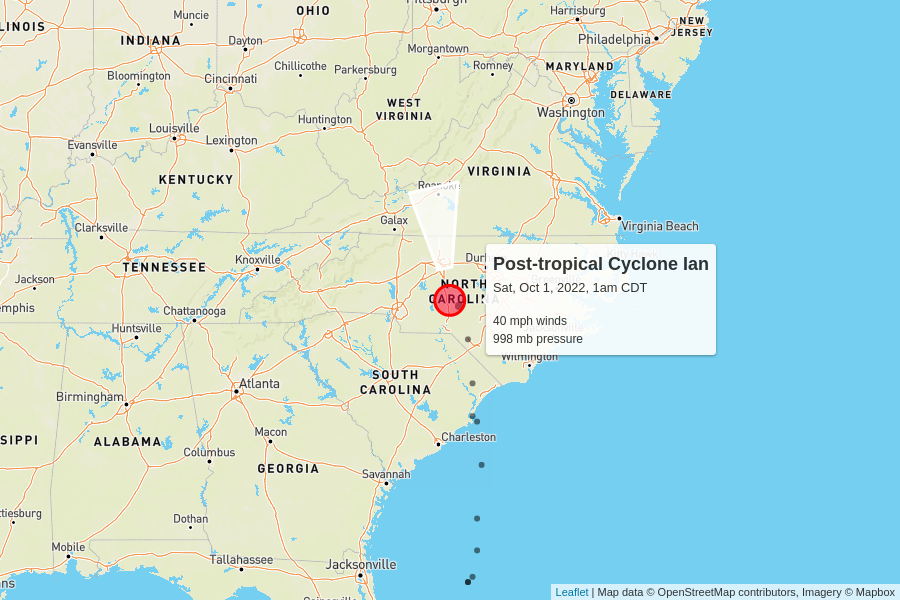 Pittsburgh
Muncie
OHIO
Harrisburg
NEW
JERSEY
INDIANA
Dayton
Morgantown
Philadelphia
Chillicothe
Parkersburg
Romney
MARYLAND
Bloomington
Cincinnati
DELAWARE
WEST
VIRGINIA
Washington
Huntington
Louisville
Lexington
Evansville
KENTUCKY
VIRGINIA
Roanoke
Galax
Virginia Beach
Clarksville
Knoxville
TENNESSEE
Jackson
Chattanooga
Huntsville
NORTH
CAROLINA
Post-tropical Cyclone Ian
Sat, Oct 1, 2022, 1am CDT
40 mph winds
998 mb pressure
Wilmington
SOUTH
CAROLINA
Atlanta
Birmingham
Macon
Charleston
SIPPI
ALABAMA
Columbus
GEORGIA
Savannah
ttiesburg
Dothan
Mobile
Tallahassee
Jacksonville
Leaflet | Map data © OpenStreetMap contributors, Imagery © Mapbox